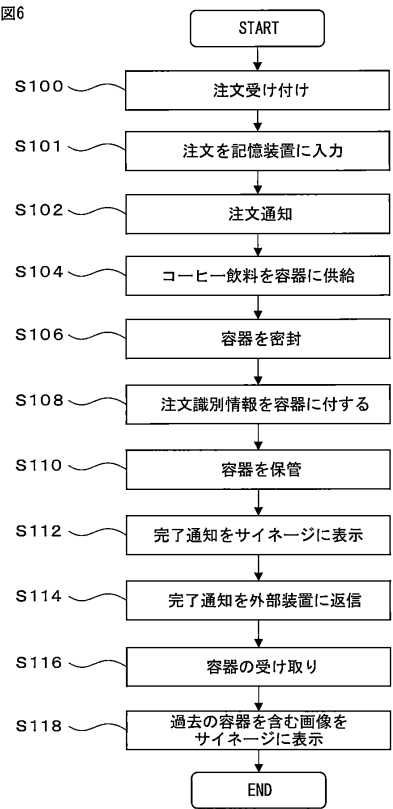 図6
START
S100
注文受け付け
S101
注文を記憶装置に入力
S102
注文通知
S104
コーヒー飲料を容器に供給
S106
容器を密封
S108
注文識別情報を容器に付する
S110
容器を保管
S112
完了通知をサイネージに表示
S114
完了通知を外部装置に返信
S116
容器の受け取り
S118
過去の容器を含む画像を
サイネージに表示
END